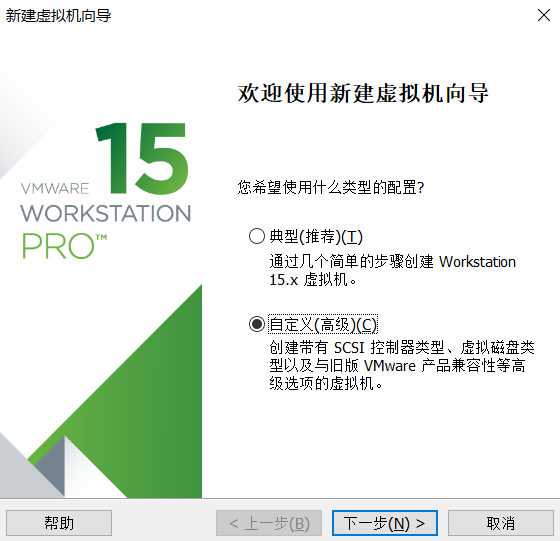 新建虚拟机向导
欢迎使用新建虚拟机向导
VMWARE 15
WORKSTATION
PRO™
您希望使用什么类型的配置?
典型(推荐)(T)
通过几个简单的步骤创建 Workstation
15.x 虚拟机。
自定义(高级)(C)
创建带有 SCSI 控制器类型、虚拟磁盘类
型以及与旧版 VMware 产品兼容性等高
级选项的虚拟机。
帮助
< 上一步(B)
下一步(N) >
取消